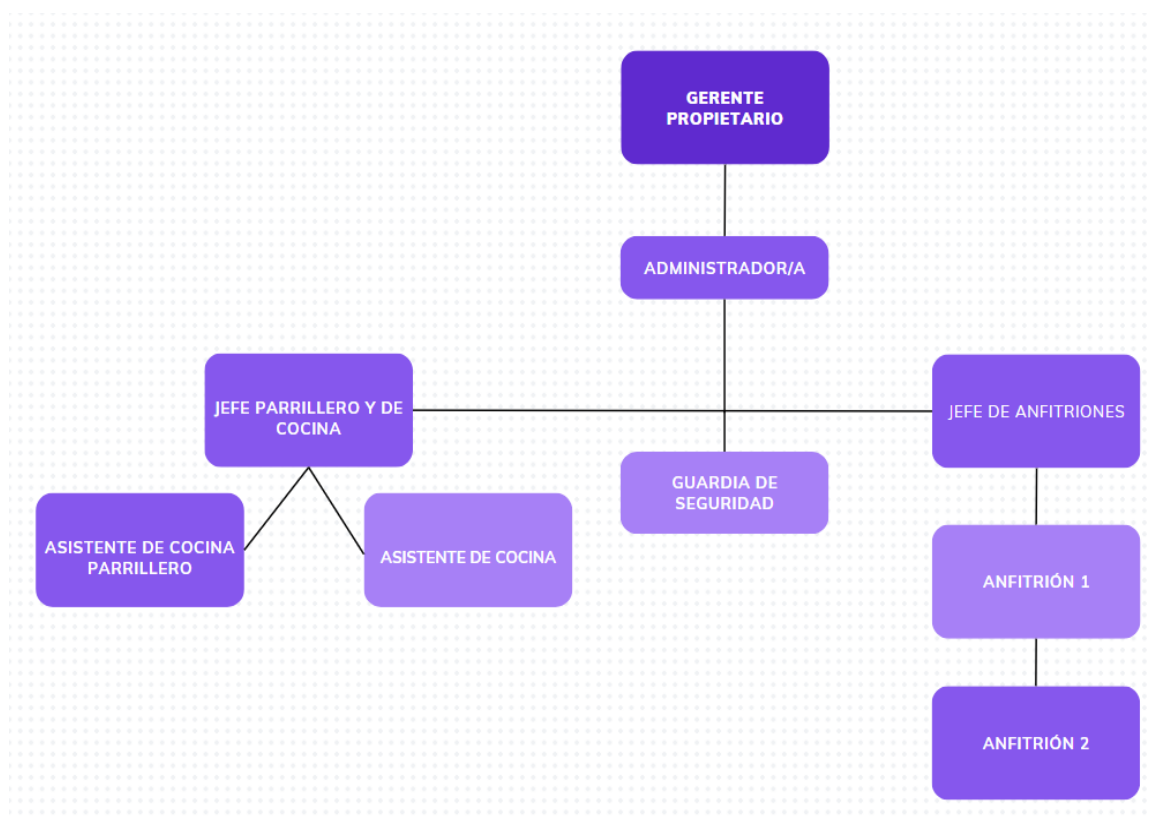 GERENTE
PROPIETARIO
ADMINISTRADOR/A
JEFE PARRILLERO Y DE
COCINA
JEFE DE ANFITRIONES
GUARDIA DE
SEGURIDAD
ASISTENTE DE COCINA
PARRILLERO
ASISTENTE DE COCINA
ANFITRIÓN 1
ANFITRIÓN 2